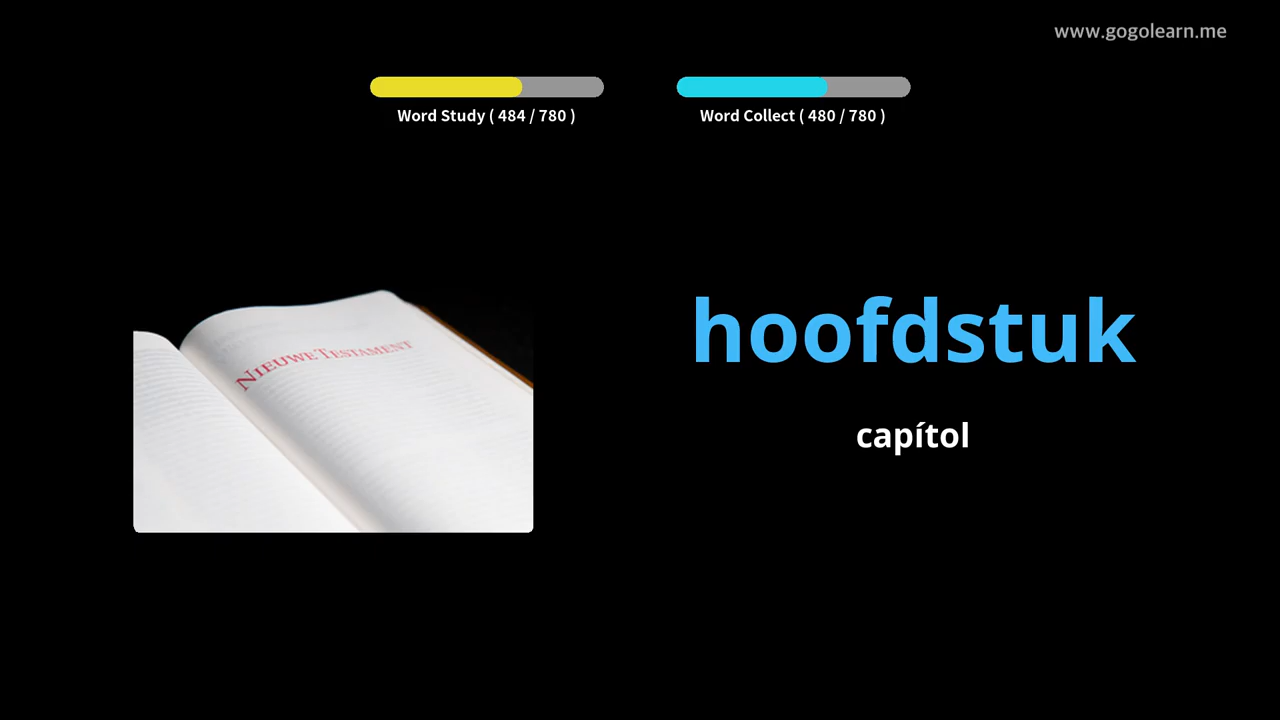 www.gogolearn.me
Word Study ( 484 / 780 )
Word Collect ( 480 / 780 )
NIEUWE TESTAMENT
hoofdstuk
capítol